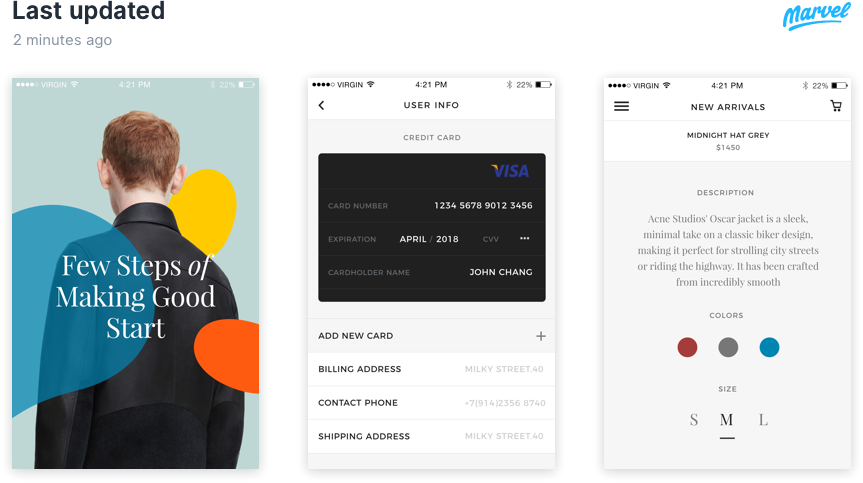 Last updated
Marvel
2 minutes ago
VIRGIN
4:21 PM
22%
Few Steps of
Making Good
Start
VIRGIN
4:21 PM
22%
USER INFO
CREDIT CARD
VISA
CARD NUMBER
1234 5678 9012 3456
EXPIRATION
APRIL / 2018
CVV
•••
CARDHOLDER NAME
JOHN CHANG
ADD NEW CARD
+
BILLING ADDRESS
MILKY STREET.40
CONTACT PHONE
+7(914)2356 8740
SHIPPING ADDRESS
MILKY STREET.40
VIRGIN
4:21 PM
22%
NEW ARRIVALS
MIDNIGHT HAT GREY
$1450
DESCRIPTION
Acne Studios' Oscar jacket is a sleek,
minimal take on a classic biker design,
making it perfect for strolling city streets
or riding the highway. It has been crafted
from incredibly smooth
COLORS
SIZE
S
M
L